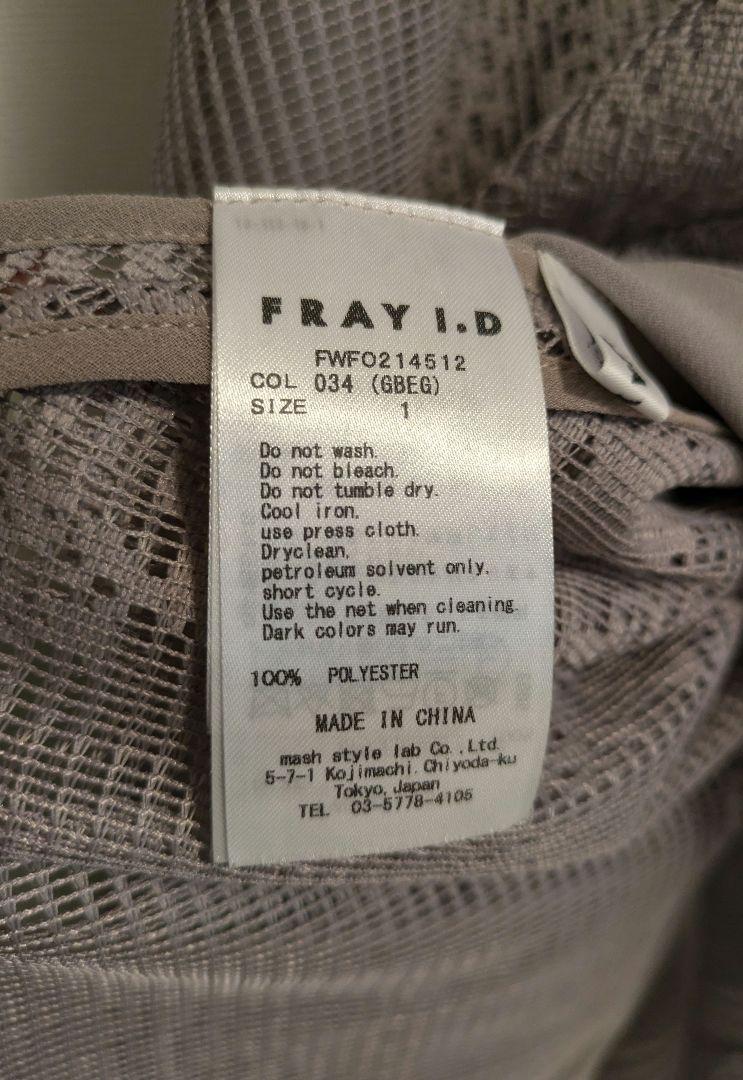 FRAY I.D
FWFO214512
COL 034 (GBEG)
SIZE 1
Do not wash.
Do not bleach.
Do not tumble dry.
Cool iron.
use press cloth.
Dryclean.
petroleum solvent only.
short cycle.
Use the net when cleaning.
Dark colors may run.
100% POLYESTER
MADE IN CHINA
mash style lab Co.,Ltd.
5-7-1 Kojimachi. Chiyoda-ku
Tokyo, Japan
TEL 03-5778-4105